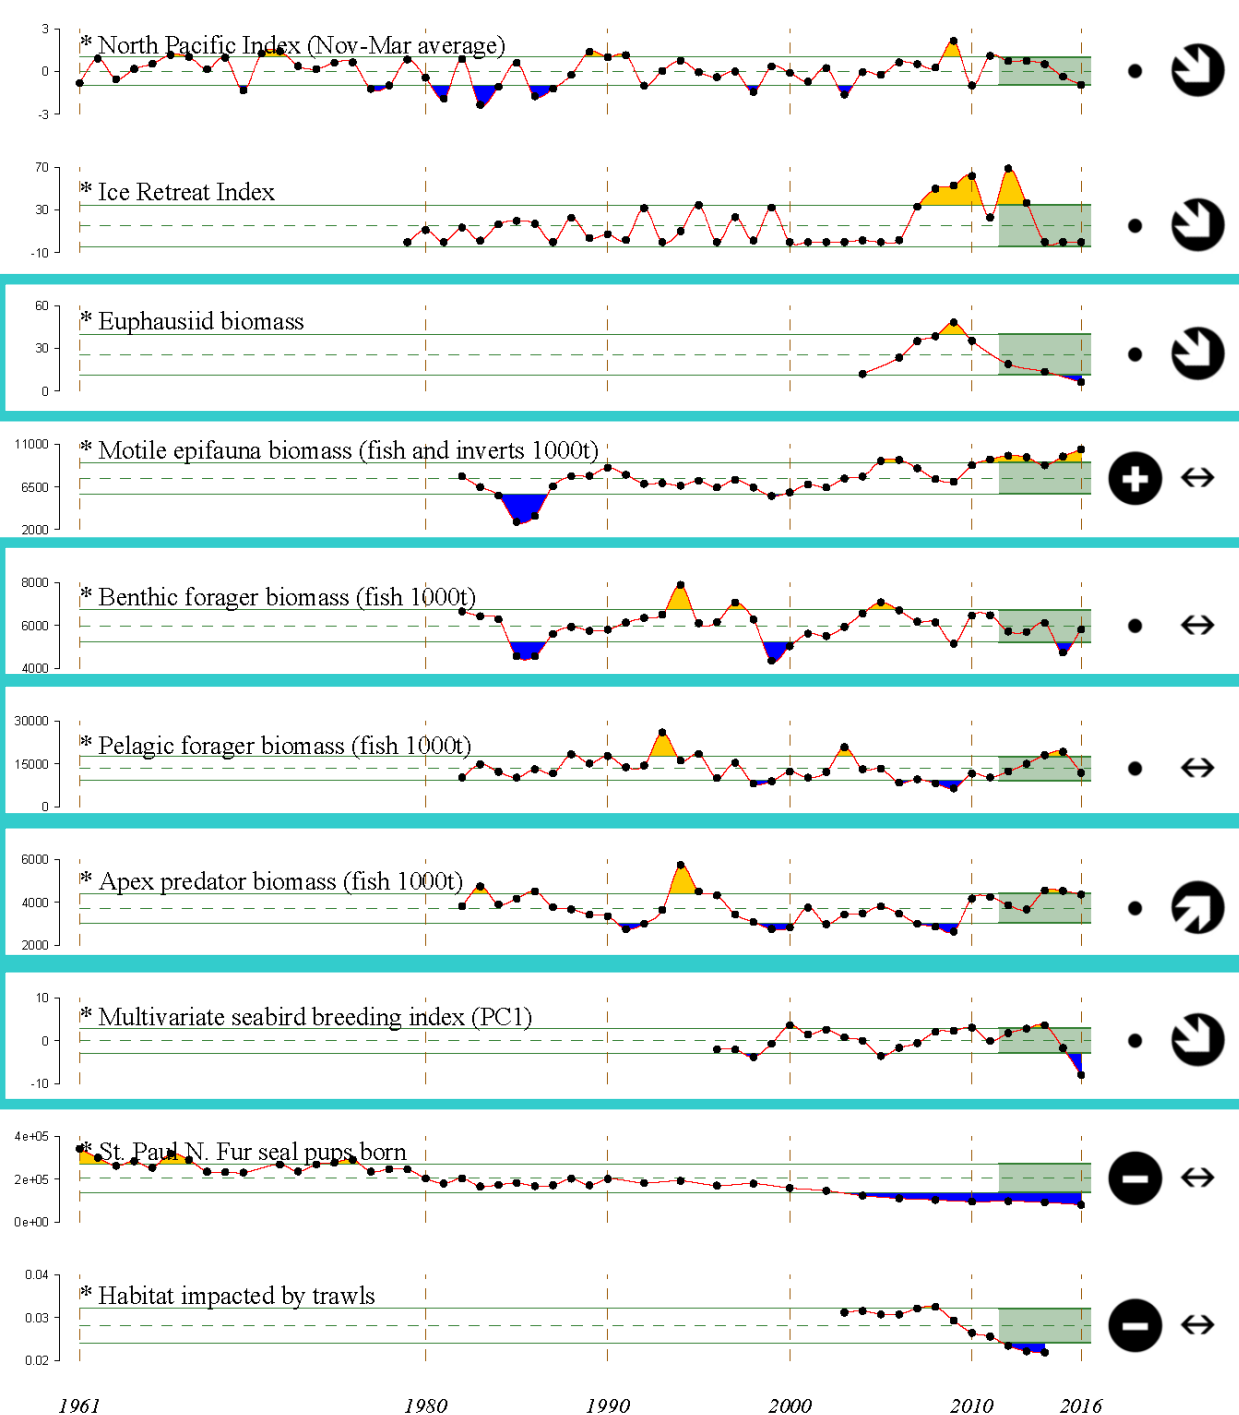 3
* North Pacific Index (Nov-Mar average)
0
-3
70
* Ice Retreat Index
30
-10
60
* Euphausiid biomass
30
0
11000
* Motile epifauna biomass (fish and inverts 1000t)
6500
2000
8000
* Benthic forager biomass (fish 1000t)
6000
4000
30000
* Pelagic forager biomass (fish 1000t)
15000
0
6000
* Apex predator biomass (fish 1000t)
4000
2000
10
* Multivariate seabird breeding index (PC1)
0
-10
4e+05
* St. Paul N. Fur seal pups born
2e+05
0e+00
0.04
* Habitat impacted by trawls
0.03
0.02
1961 1980 1990 2000 2010 2016